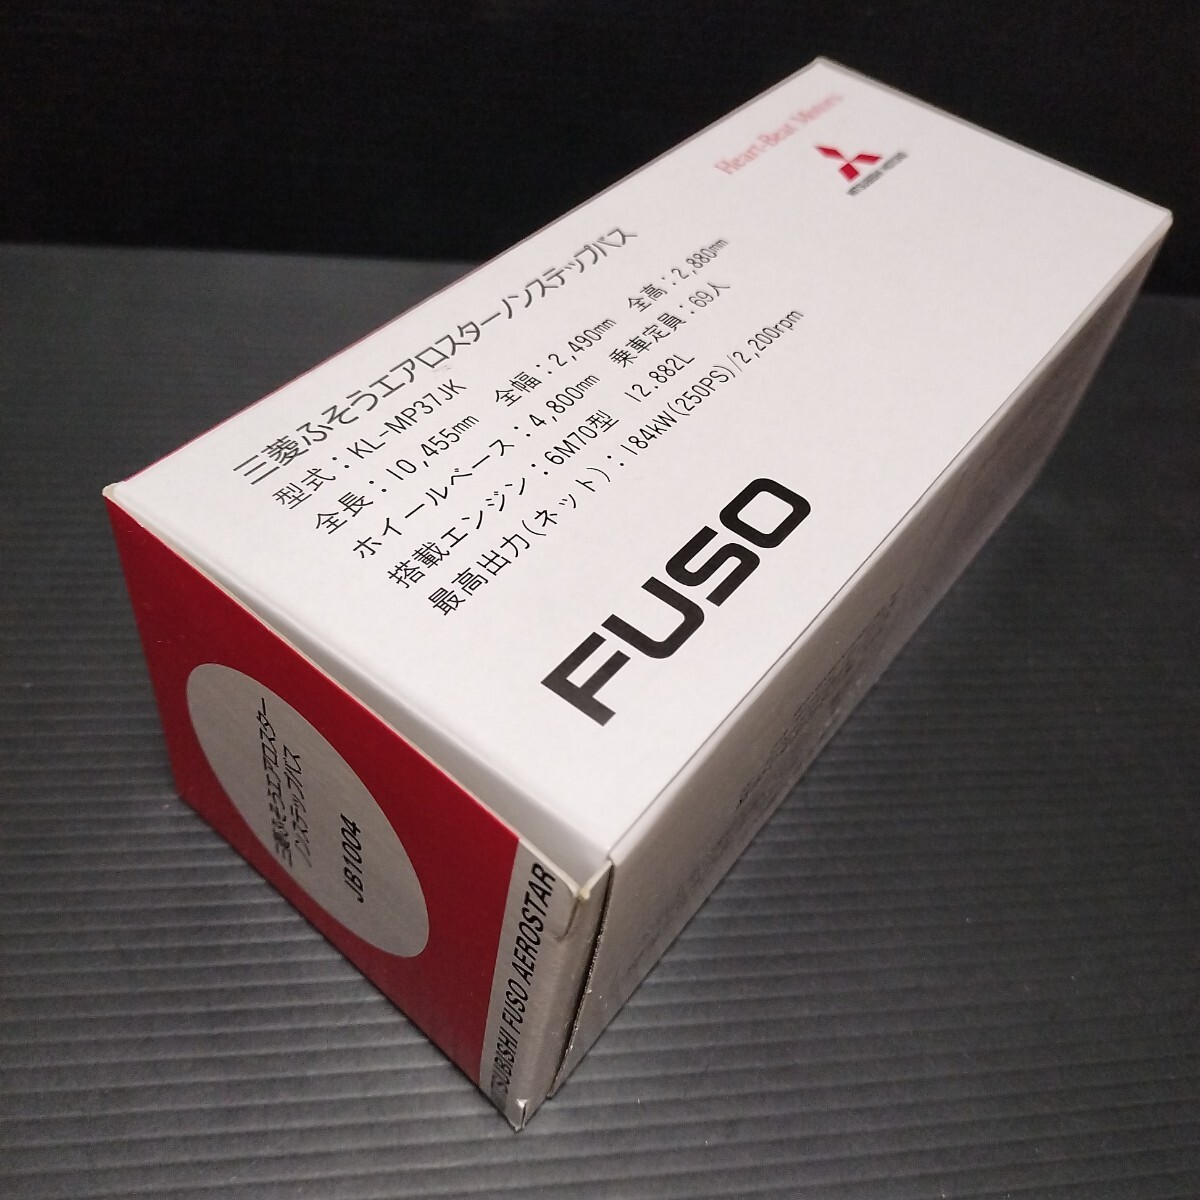 Heart-Beat Motors
MITSUBISHI MOTORS
三菱ふそうエアロスターノンステップバス
型式：KL-MP37JK
全長：10,455mm 全幅：2,490mm 全高：2,880mm
ホイールベース：4,800mm 乗車定員：69人
搭載エンジン：6M70型 12.882L
最高出力(ネット)：184kW(250PS)/2,200rpm
FUSO
三菱ふそうエアロスター
ノンステップバス
JB1004
TSUBISHI FUSO AEROSTAR